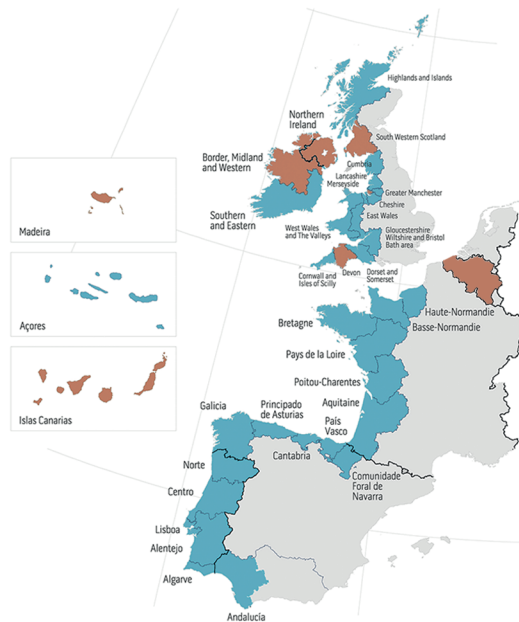 Highlands and Islands
Northern
Ireland
South Western Scotland
Border, Midland
and Western
Cumbria
Lancashire
Merseyside
Greater Manchester
Cheshire
East Wales
Southern
and Eastern
West Wales
and The Valleys
Gloucestershire
Wiltshire and Bristol
Bath area
Cornwall and
Isles of Scilly
Devon
Dorset and
Somerset
Madeira
Açores
Islas Canarias
Haute-Normandie
Basse-Normandie
Bretagne
Pays de la Loire
Poitou-Charentes
Aquitaine
País
Vasco
Principado
de Asturias
Galicia
Cantabria
Comunidade
Foral de
Navarra
Norte
Centro
Lisboa
Alentejo
Algarve
Andalucía